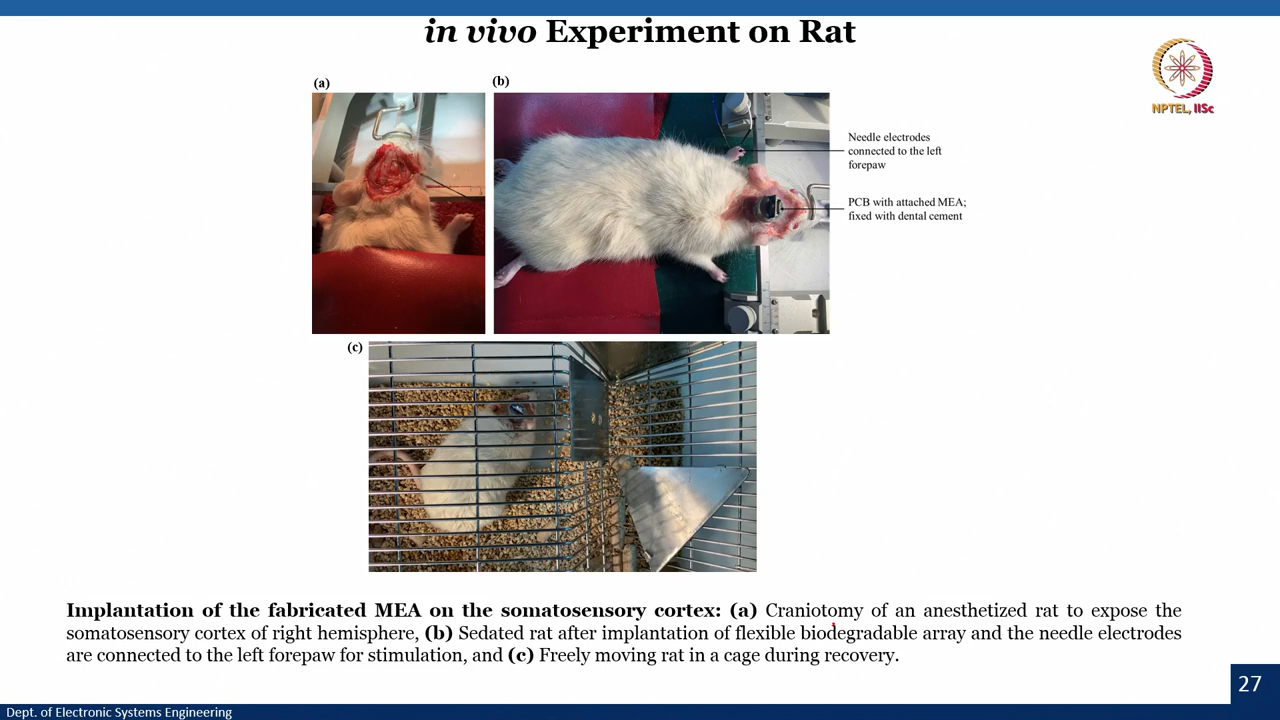 in vivo Experiment on Rat
(a)
(b)
NPTEL, IISc
Needle electrodes
connected to the left
forepaw
PCB with attached MEA;
fixed with dental cement
(c)
Implantation of the fabricated MEA on the somatosensory cortex: (a) Craniotomy of an anesthetized rat to expose the
somatosensory cortex of right hemisphere, (b) Sedated rat after implantation of flexible biodegradable array and the needle electrodes
are connected to the left forepaw for stimulation, and (c) Freely moving rat in a cage during recovery.
27
Dept. of Electronic Systems Engineering